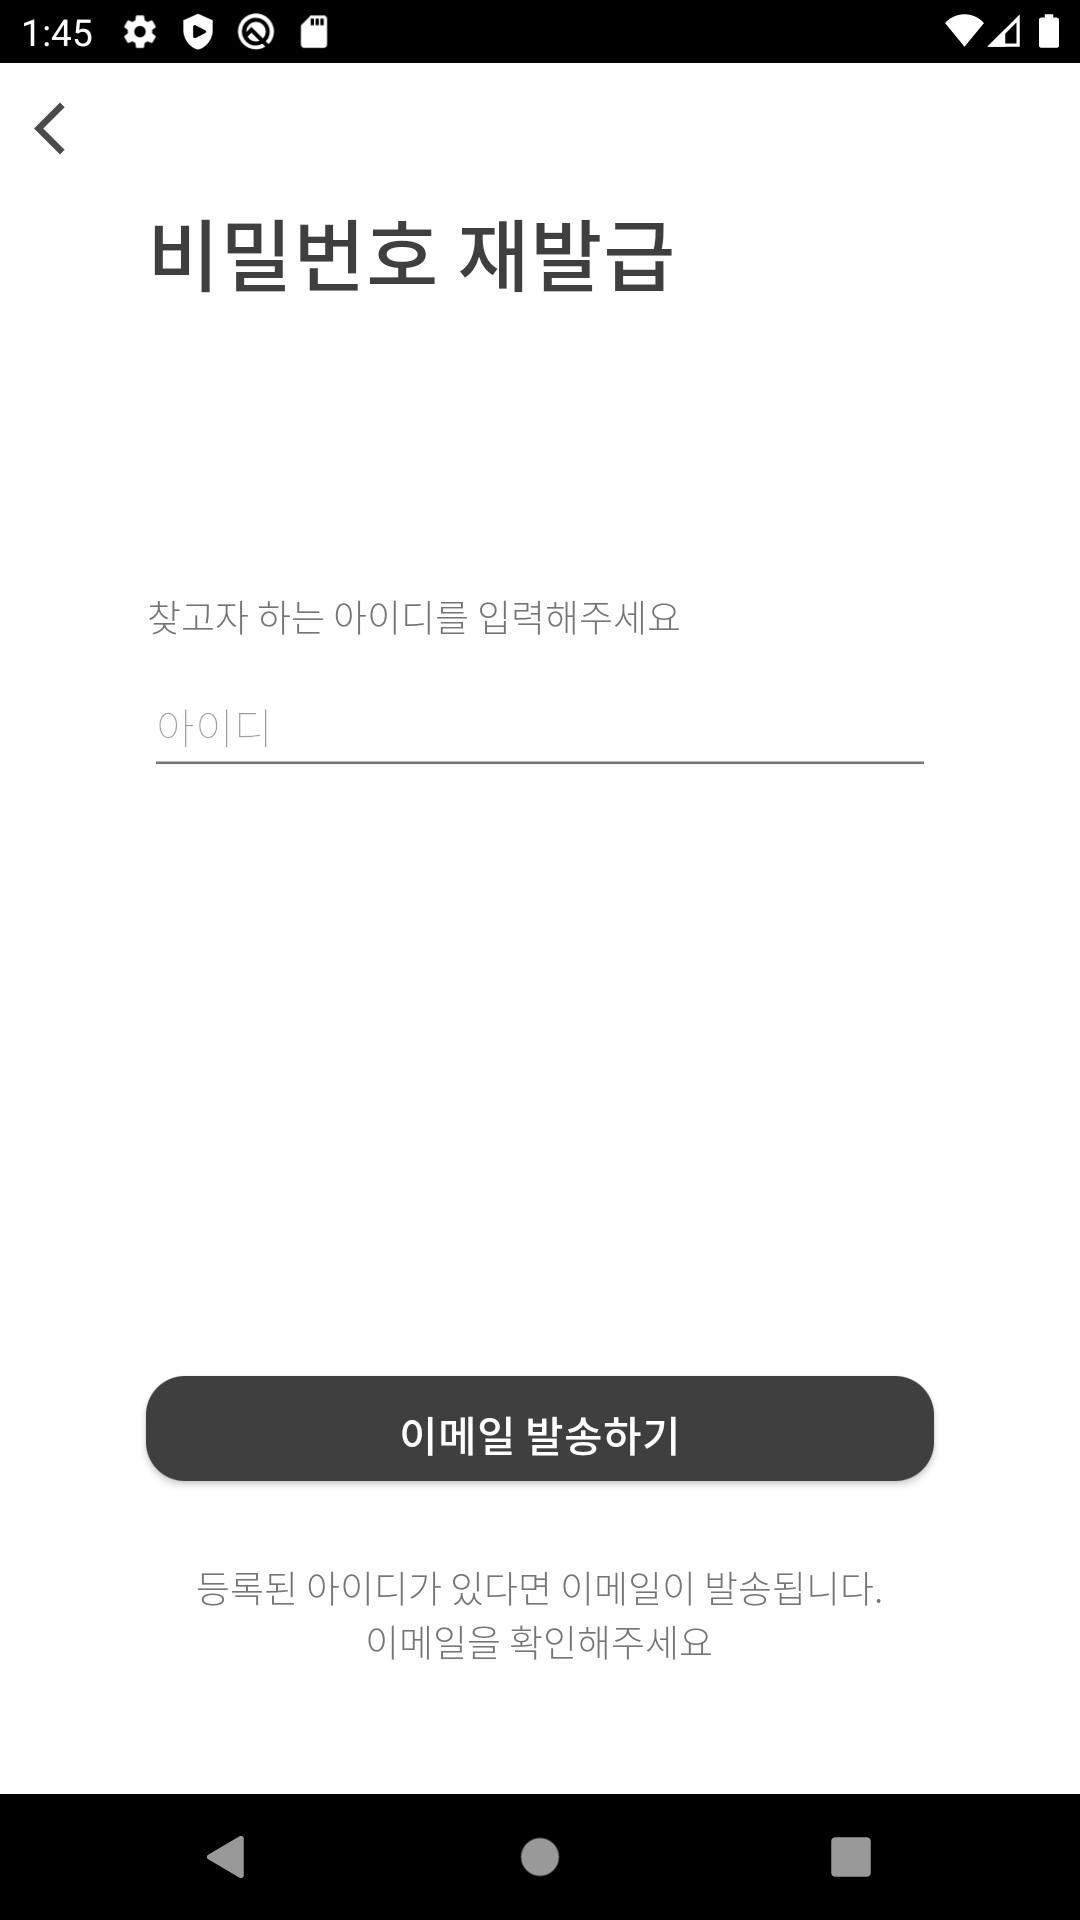 1:45
비밀번호 재발급
찾고자 하는 아이디를 입력해주세요
아이디
이메일 발송하기
등록된 아이디가 있다면 이메일이 발송됩니다.
이메일을 확인해주세요